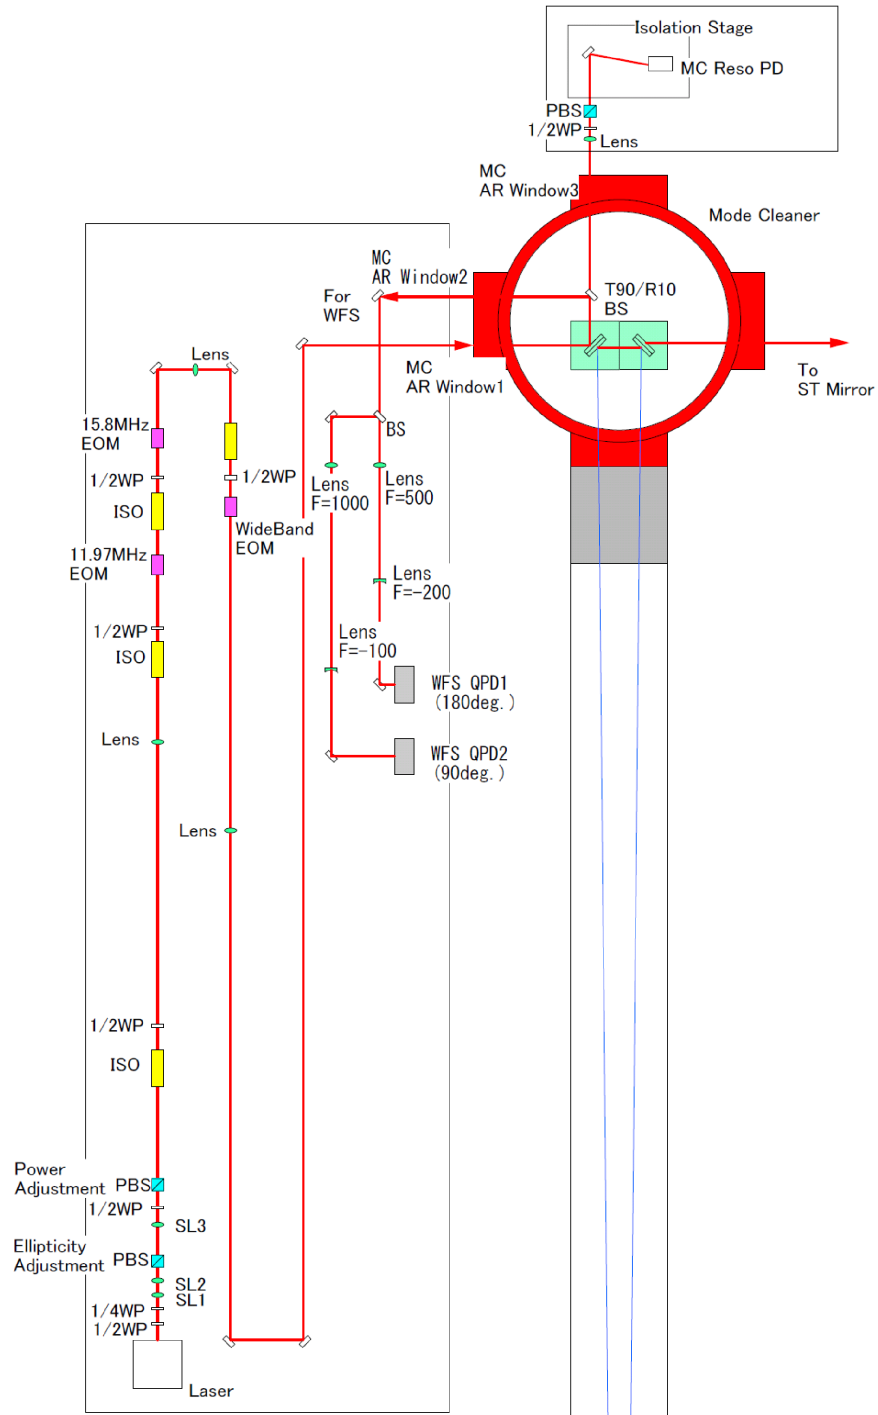 Isolation Stage
MC Reso PD
PBS
1/2WP
Lens
MC
AR Window3
Mode Cleaner
MC
AR Window2
For
WFS
T90/R10
BS
MC
AR Window1
To
ST Mirror
Lens
15.8MHz
EOM
1/2WP
ISO
11.97MHz
EOM
1/2WP
ISO
Lens
1/2WP
WideBand
EOM
BS
Lens
F=1000
Lens
F=500
Lens
F=-200
Lens
F=-100
WFS QPD1
(180deg.)
WFS QPD2
(90deg.)
Lens
1/2WP
ISO
Power
Adjustment
PBS
1/2WP
SL3
Ellipticity
Adjustment
PBS
SL2
SL1
1/4WP
1/2WP
Laser